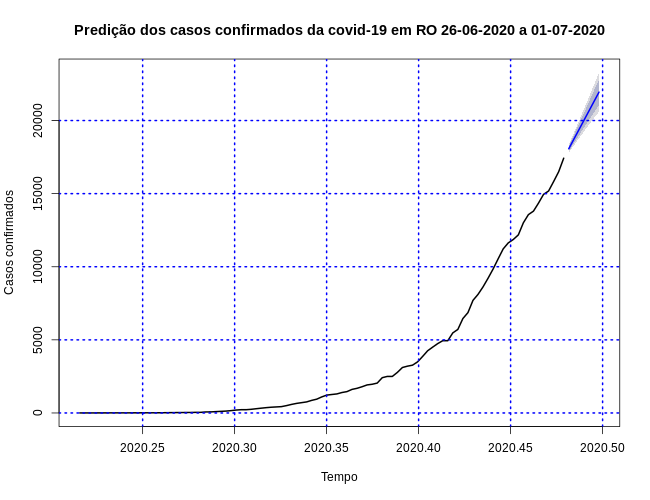 Predição dos casos confirmados da covid-19 em RO 26-06-2020 a 01-07-2020
20000
15000
10000
5000
0
Casos confirmados
2020.25 2020.30 2020.35 2020.40 2020.45 2020.50
Tempo